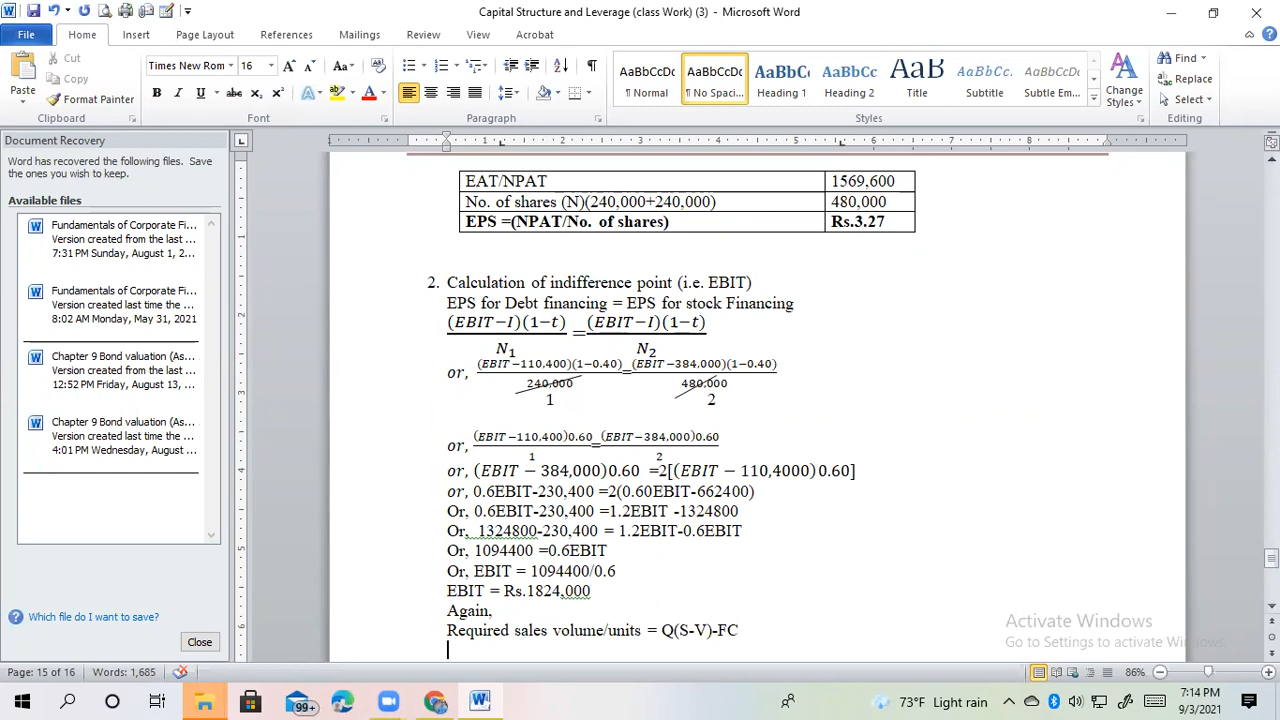 Capital Structure and Leverage (class Work) (3) - Microsoft Word
File Home Insert Page Layout References Mailings Review View Acrobat
Paste Cut Copy Format Painter
Times New Rom 16
AaBbCcDc AaBbCcDc AaBbC AaBbCc AaB AaBbCcl AaBbCcDc
¶ Normal ¶ No Spaci... Heading 1 Heading 2 Title Subtitle Subtle Em...
Change Styles
Find Replace Select
Clipboard Font Paragraph Styles Editing
Document Recovery
Word has recovered the following files. Save
the ones you wish to keep.
Available files
Fundamentals of Corporate Fi...
Version created from the last ...
7:31 PM Sunday, August 1, 2...
Fundamentals of Corporate Fi...
Version created last time the ...
8:02 AM Monday, May 31, 2021
Chapter 9 Bond valuation (As...
Version created from the last ...
12:52 PM Friday, August 13, ...
Chapter 9 Bond valuation (As...
Version created last time the ...
4:01 PM Wednesday, August ...
Which file do I want to save?
Close
EAT/NPAT 1569,600
No. of shares (N)(240,000+240,000) 480,000
EPS =(NPAT/No. of shares) Rs.3.27
2. Calculation of indifference point (i.e. EBIT)
EPS for Debt financing = EPS for stock Financing
(EBIT−I)(1−t) = (EBIT−I)(1−t)
N1 N2
or, (EBIT−110,400)(1−0.40) = (EBIT−384,000)(1−0.40)
240,000 480,000
1 2
or, (EBIT−110,400)0.60 = (EBIT−384,000)0.60
1 2
or, (EBIT − 384,000)0.60 =2[(EBIT − 110,4000)0.60]
or, 0.6EBIT-230,400 =2(0.60EBIT-662400)
Or, 0.6EBIT-230,400 =1.2EBIT -1324800
Or, 1324800-230,400 = 1.2EBIT-0.6EBIT
Or, 1094400 =0.6EBIT
Or, EBIT = 1094400/0.6
EBIT = Rs.1824,000
Again,
Required sales volume/units = Q(S-V)-FC
Activate Windows
Go to Settings to activate Windows.
Page: 15 of 16 Words: 1,685 86%
99+ 73°F Light rain 7:14 PM
9/3/2021